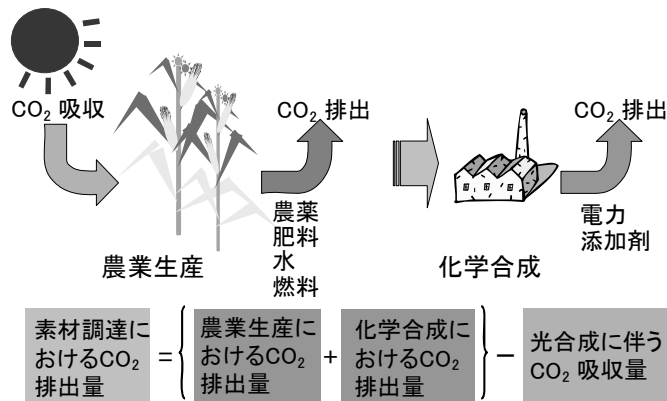 CO₂ 吸収
CO₂ 排出
CO₂ 排出
農薬
肥料
水
燃料
電力
添加剤
農業生産
化学合成
素材調達に
おけるCO₂
排出量
=
{
農業生産に
おけるCO₂
排出量
+
化学合成に
おけるCO₂
排出量
}
−
光合成に伴う
CO₂ 吸収量